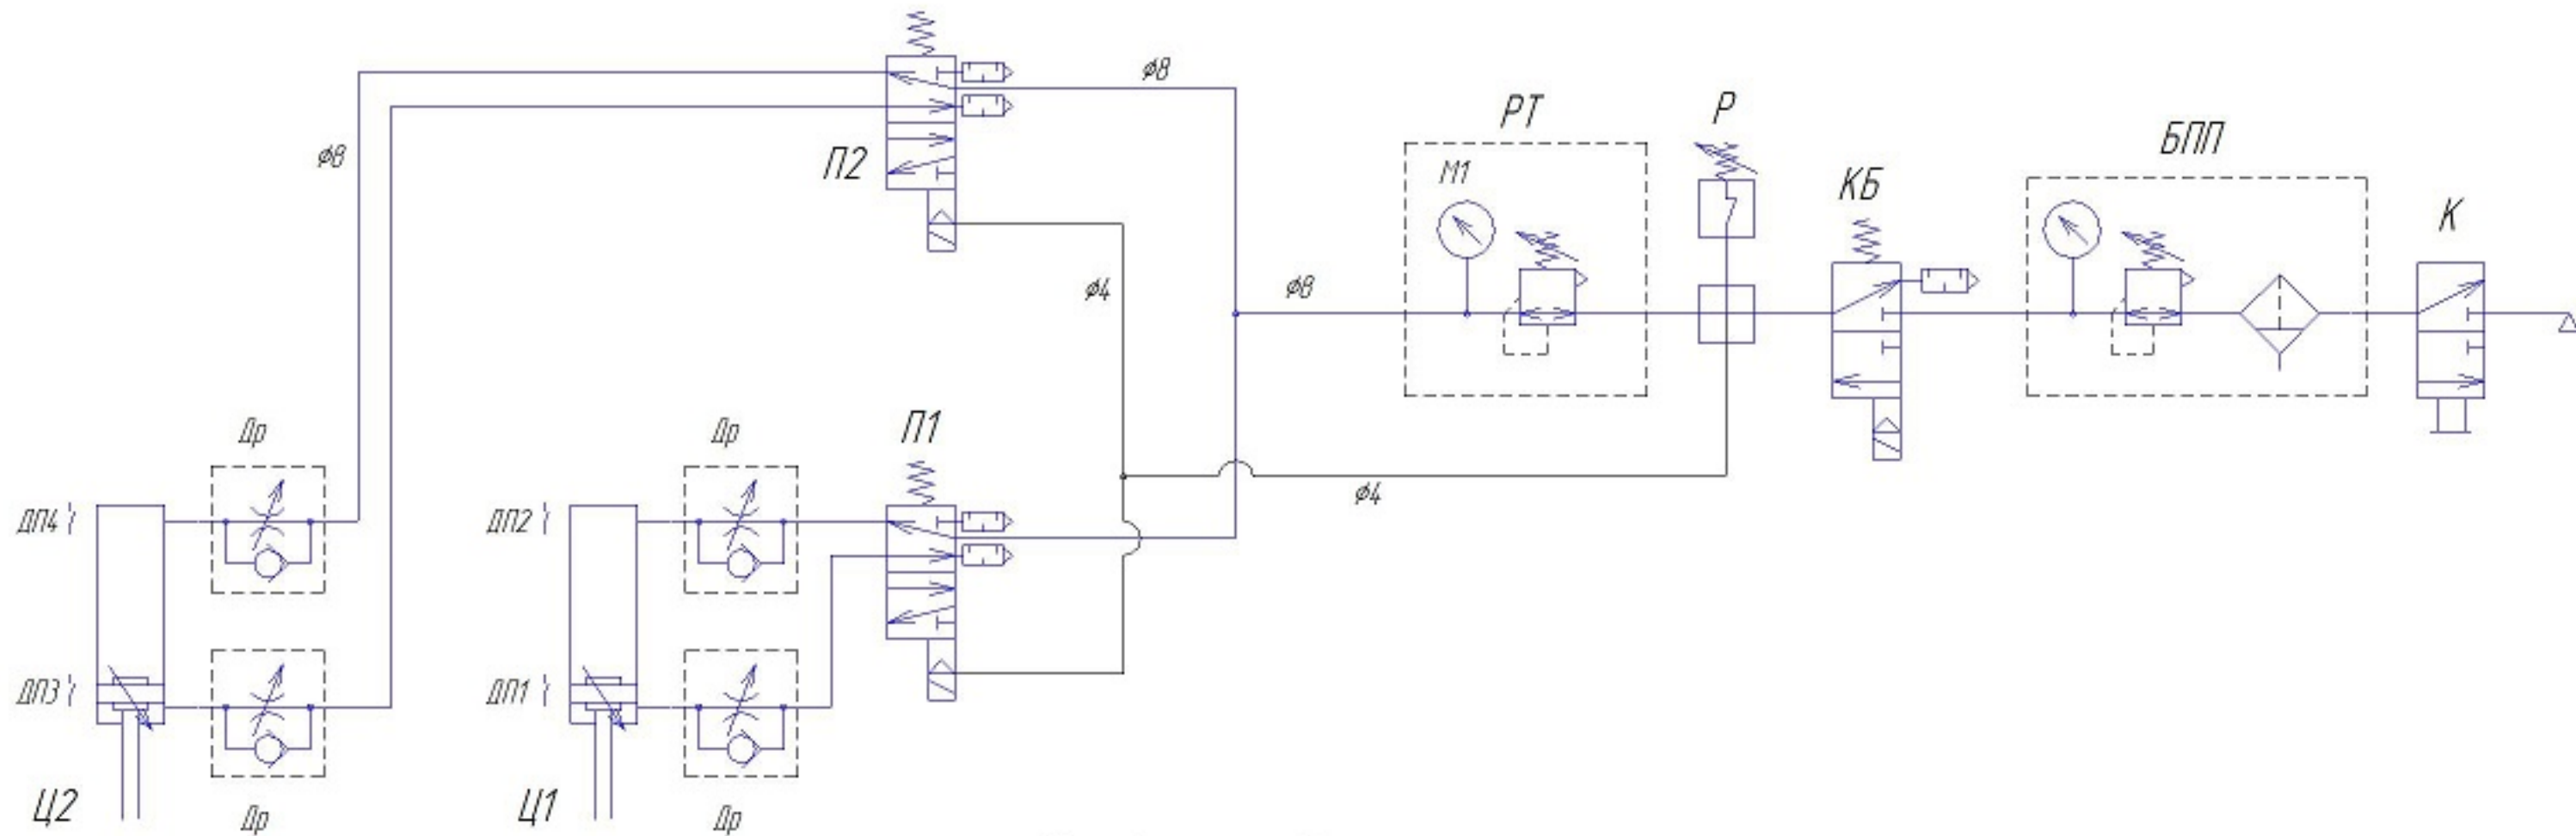 ϕ8
РТ
Р
БПП
ϕ8
П2
М1
КБ
К
ϕ4
ϕ8
Др
Др
П1
ϕ4
ДП4
ДП2
ДП3
ДП1
Ц2
Др
Ц1
Др